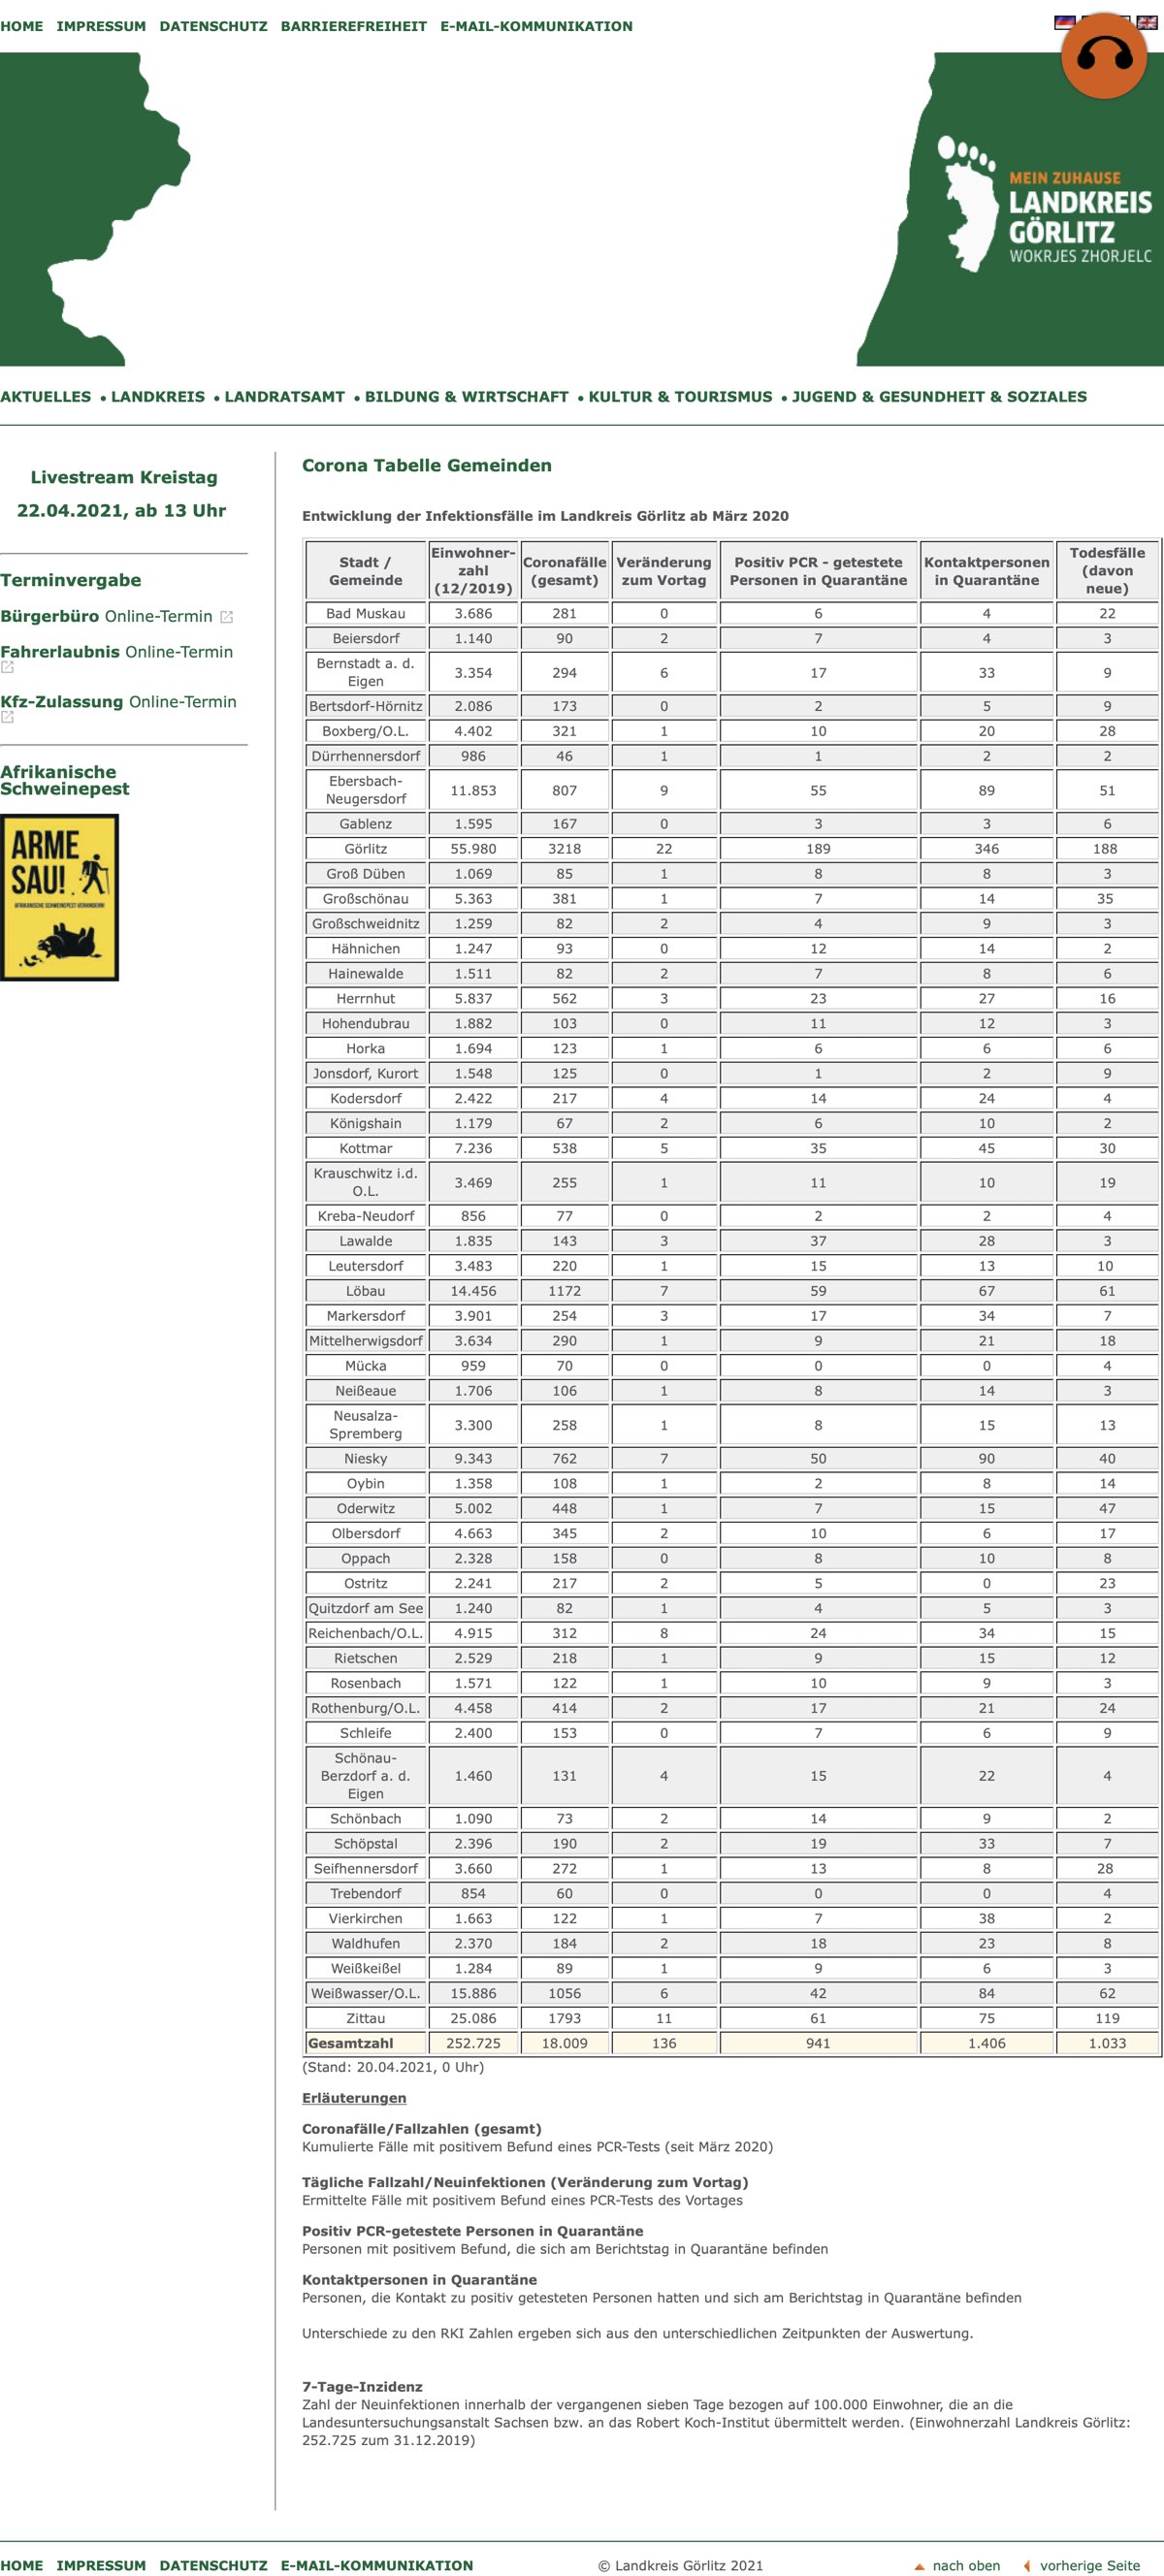 HOME IMPRESSUM DATENSCHUTZ BARRIEREFREIHEIT E-MAIL-KOMMUNIKATION
MEIN ZUHAUSE
LANDKREIS
GÖRLITZ
WOKRJES ZHORJELC
AKTUELLES • LANDKREIS • LANDRATSAMT • BILDUNG & WIRTSCHAFT • KULTUR & TOURISMUS • JUGEND & GESUNDHEIT & SOZIALES
Livestream Kreistag
22.04.2021, ab 13 Uhr
Terminvergabe
Bürgerbüro Online-Termin
Fahrerlaubnis Online-Termin
Kfz-Zulassung Online-Termin
Afrikanische
Schweinepest
ARME
SAU!
AFRIKANISCHE SCHWEINEPEST VERHINDERN!
Corona Tabelle Gemeinden
Entwicklung der Infektionsfälle im Landkreis Görlitz ab März 2020
Stadt / Gemeinde Einwohner-zahl (12/2019) Coronafälle (gesamt) Veränderung zum Vortag Positiv PCR - getestete Personen in Quarantäne Kontaktpersonen in Quarantäne Todesfälle (davon neue)
Bad Muskau 3.686 281 0 6 4 22
Beiersdorf 1.140 90 2 7 4 3
Bernstadt a. d. Eigen 3.354 294 6 17 33 9
Bertsdorf-Hörnitz 2.086 173 0 2 5 9
Boxberg/O.L. 4.402 321 1 10 20 28
Dürrhennersdorf 986 46 1 1 2 2
Ebersbach-Neugersdorf 11.853 807 9 55 89 51
Gablenz 1.595 167 0 3 3 6
Görlitz 55.980 3218 22 189 346 188
Groß Düben 1.069 85 1 8 8 3
Großschönau 5.363 381 1 7 14 35
Großschweidnitz 1.259 82 2 4 9 3
Hähnichen 1.247 93 0 12 14 2
Hainewalde 1.511 82 2 7 8 6
Herrnhut 5.837 562 3 23 27 16
Hohendubrau 1.882 103 0 11 12 3
Horka 1.694 123 1 6 6 6
Jonsdorf, Kurort 1.548 125 0 1 2 9
Kodersdorf 2.422 217 4 14 24 4
Königshain 1.179 67 2 6 10 2
Kottmar 7.236 538 5 35 45 30
Krauschwitz i.d. O.L. 3.469 255 1 11 10 19
Kreba-Neudorf 856 77 0 2 2 4
Lawalde 1.835 143 3 37 28 3
Leutersdorf 3.483 220 1 15 13 10
Löbau 14.456 1172 7 59 67 61
Markersdorf 3.901 254 3 17 34 7
Mittelherwigsdorf 3.634 290 1 9 21 18
Mücka 959 70 0 0 0 4
Neißeaue 1.706 106 1 8 14 3
Neusalza-Spremberg 3.300 258 1 8 15 13
Niesky 9.343 762 7 50 90 40
Oybin 1.358 108 1 2 8 14
Oderwitz 5.002 448 1 7 15 47
Olbersdorf 4.663 345 2 10 6 17
Oppach 2.328 158 0 8 10 8
Ostritz 2.241 217 2 5 0 23
Quitzdorf am See 1.240 82 1 4 5 3
Reichenbach/O.L. 4.915 312 8 24 34 15
Rietschen 2.529 218 1 9 15 12
Rosenbach 1.571 122 1 10 9 3
Rothenburg/O.L. 4.458 414 2 17 21 24
Schleife 2.400 153 0 7 6 9
Schönau-Berzdorf a. d. Eigen 1.460 131 4 15 22 4
Schönbach 1.090 73 2 14 9 2
Schöpstal 2.396 190 2 19 33 7
Seifhennersdorf 3.660 272 1 13 8 28
Trebendorf 854 60 0 0 0 4
Vierkirchen 1.663 122 1 7 38 2
Waldhufen 2.370 184 2 18 23 8
Weißkeißel 1.284 89 1 9 6 3
Weißwasser/O.L. 15.886 1056 6 42 84 62
Zittau 25.086 1793 11 61 75 119
Gesamtzahl 252.725 18.009 136 941 1.406 1.033
(Stand: 20.04.2021, 0 Uhr)
Erläuterungen
Coronafälle/Fallzahlen (gesamt)
Kumulierte Fälle mit positivem Befund eines PCR-Tests (seit März 2020)
Tägliche Fallzahl/Neuinfektionen (Veränderung zum Vortag)
Ermittelte Fälle mit positivem Befund eines PCR-Tests des Vortages
Positiv PCR-getestete Personen in Quarantäne
Personen mit positivem Befund, die sich am Berichtstag in Quarantäne befinden
Kontaktpersonen in Quarantäne
Personen, die Kontakt zu positiv getesteten Personen hatten und sich am Berichtstag in Quarantäne befinden
Unterschiede zu den RKI Zahlen ergeben sich aus den unterschiedlichen Zeitpunkten der Auswertung.
7-Tage-Inzidenz
Zahl der Neuinfektionen innerhalb der vergangenen sieben Tage bezogen auf 100.000 Einwohner, die an die
Landesuntersuchungsanstalt Sachsen bzw. an das Robert Koch-Institut übermittelt werden. (Einwohnerzahl Landkreis Görlitz:
252.725 zum 31.12.2019)
HOME IMPRESSUM DATENSCHUTZ E-MAIL-KOMMUNIKATION © Landkreis Görlitz 2021 nach oben vorherige Seite